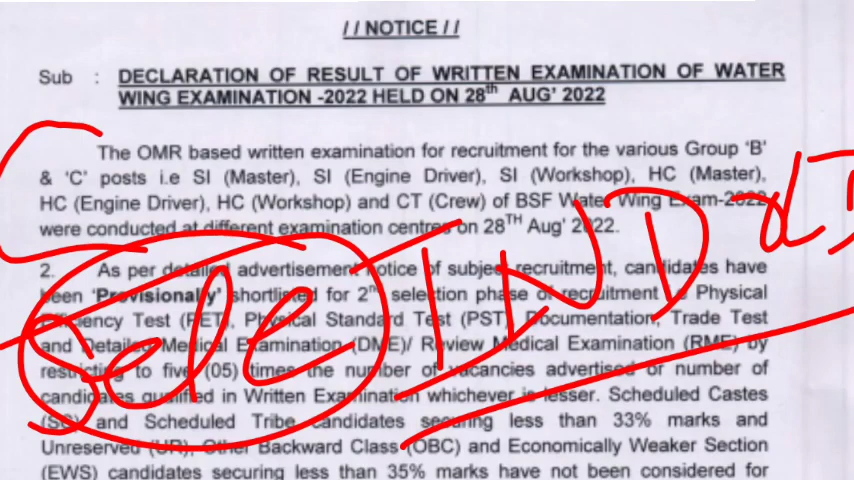 // NOTICE //
Sub : DECLARATION OF RESULT OF WRITTEN EXAMINATION OF WATER
WING EXAMINATION -2022 HELD ON 28th AUG' 2022
The OMR based written examination for recruitment for the various Group 'B'
& 'C' posts i.e SI (Master), SI (Engine Driver), SI (Workshop), HC (Master),
HC (Engine Driver), HC (Workshop) and CT (Crew) of BSF Water Wing Exam-2022
were conducted at different examination centres on 28TH Aug' 2022.
2. As per detailed advertisement notice of subject recruitment, candidates have
been 'Provisionally' shortlisted for 2nd selection phase of recruitment i.e Physical
Efficiency Test (PET), Physical Standard Test (PST), Documentation, Trade Test
and Detailed Medical Examination (DME)/ Review Medical Examination (RME) by
restricting to five (05) times the number of vacancies advertised or number of
candidates qualified in Written Examination whichever is lesser. Scheduled Castes
(SC) and Scheduled Tribe candidates securing less than 33% marks and
Unreserved (UR), Other Backward Class (OBC) and Economically Weaker Section
(EWS) candidates securing less than 35% marks have not been considered for